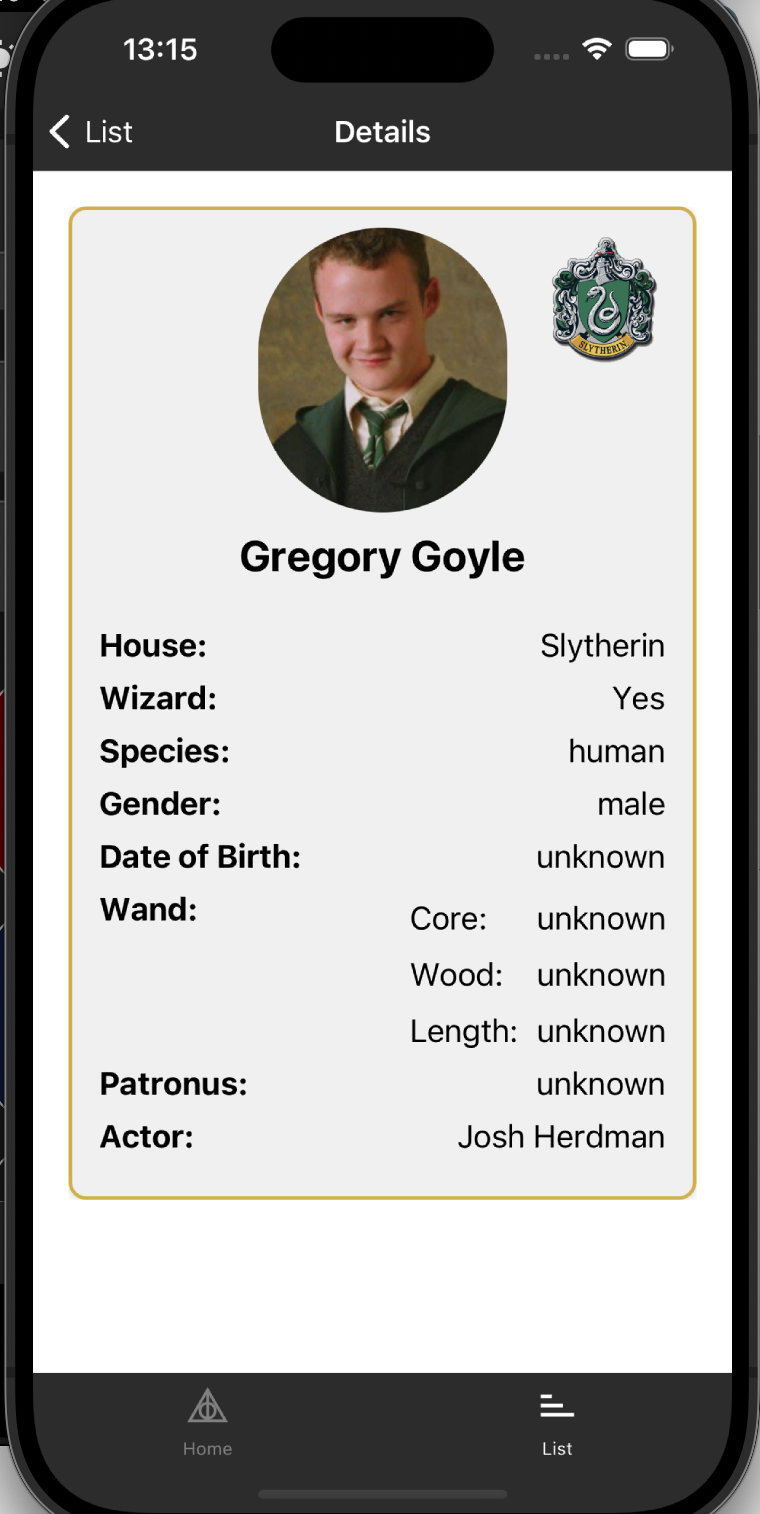 13:15
List
Details
SLYTHERIN
Gregory Goyle
House: Slytherin
Wizard: Yes
Species: human
Gender: male
Date of Birth: unknown
Wand: Core: unknown
Wood: unknown
Length: unknown
Patronus: unknown
Actor: Josh Herdman
Home
List